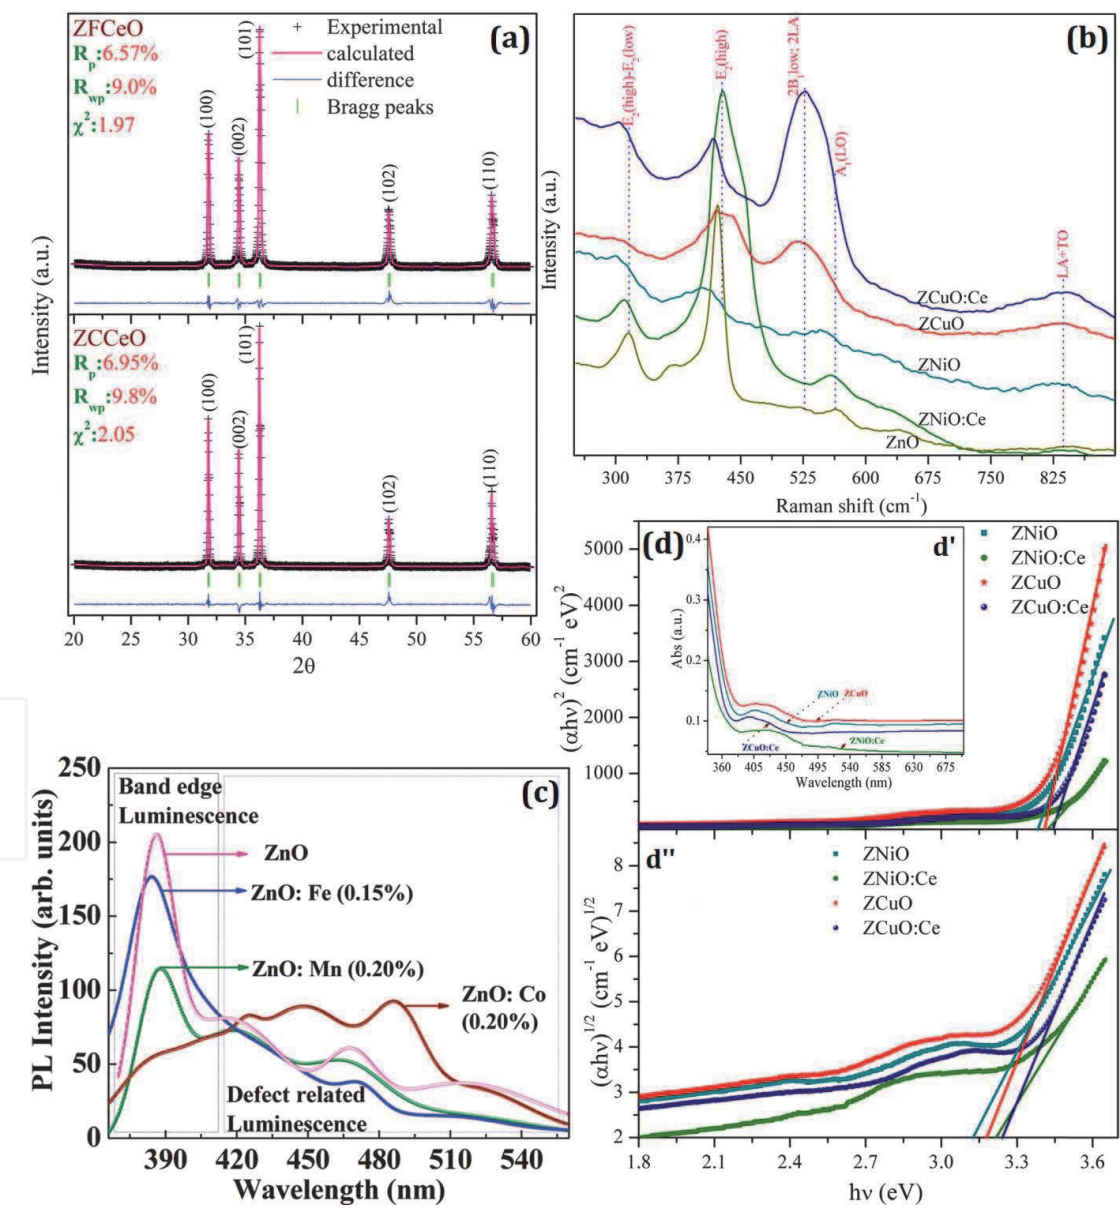 ZFCeO
Rp:6.57%
Rwp:9.0%
χ²:1.97
(100)
(002)
(101)
(102)
(110)
Experimental
calculated
difference
Bragg peaks
(a)
ZCCeO
Rp:6.95%
Rwp:9.8%
χ²:2.05
(100)
(002)
(101)
(102)
(110)
Intensity (a.u.)
20 25 30 35 40 45 50 55 60
2θ
(b)
E2(high)-E2(low)
E2(high)
2B1low; 2LA
A1(LO)
LA+TO
ZCuO:Ce
ZCuO
ZNiO
ZNiO:Ce
ZnO
Intensity (a.u.)
300 375 450 525 600 675 750 825
Raman shift (cm⁻¹)
(c)
250
200
150
100
50
0
PL Intensity (arb. units)
Band edge
Luminescence
ZnO
ZnO: Fe (0.15%)
ZnO: Mn (0.20%)
ZnO: Co
(0.20%)
Defect related
Luminescence
390 420 450 480 510 540
Wavelength (nm)
(d)
5000
4000
3000
2000
1000
(αhν)² (cm⁻¹ eV)²
ZNiO
ZNiO:Ce
ZCuO
ZCuO:Ce
d'
0.4
0.3
0.2
0.1
Abs (a.u.)
ZNiO ZCuO
ZCuO:Ce
ZNiO:Ce
360 405 450 495 540 585 630 675
Wavelength (nm)
d"
ZNiO
ZNiO:Ce
ZCuO
ZCuO:Ce
8
7
6
5
4
3
2
(αhν)^1/2 (cm⁻¹ eV)^1/2
1.8 2.1 2.4 2.7 3.0 3.3 3.6
hν (eV)